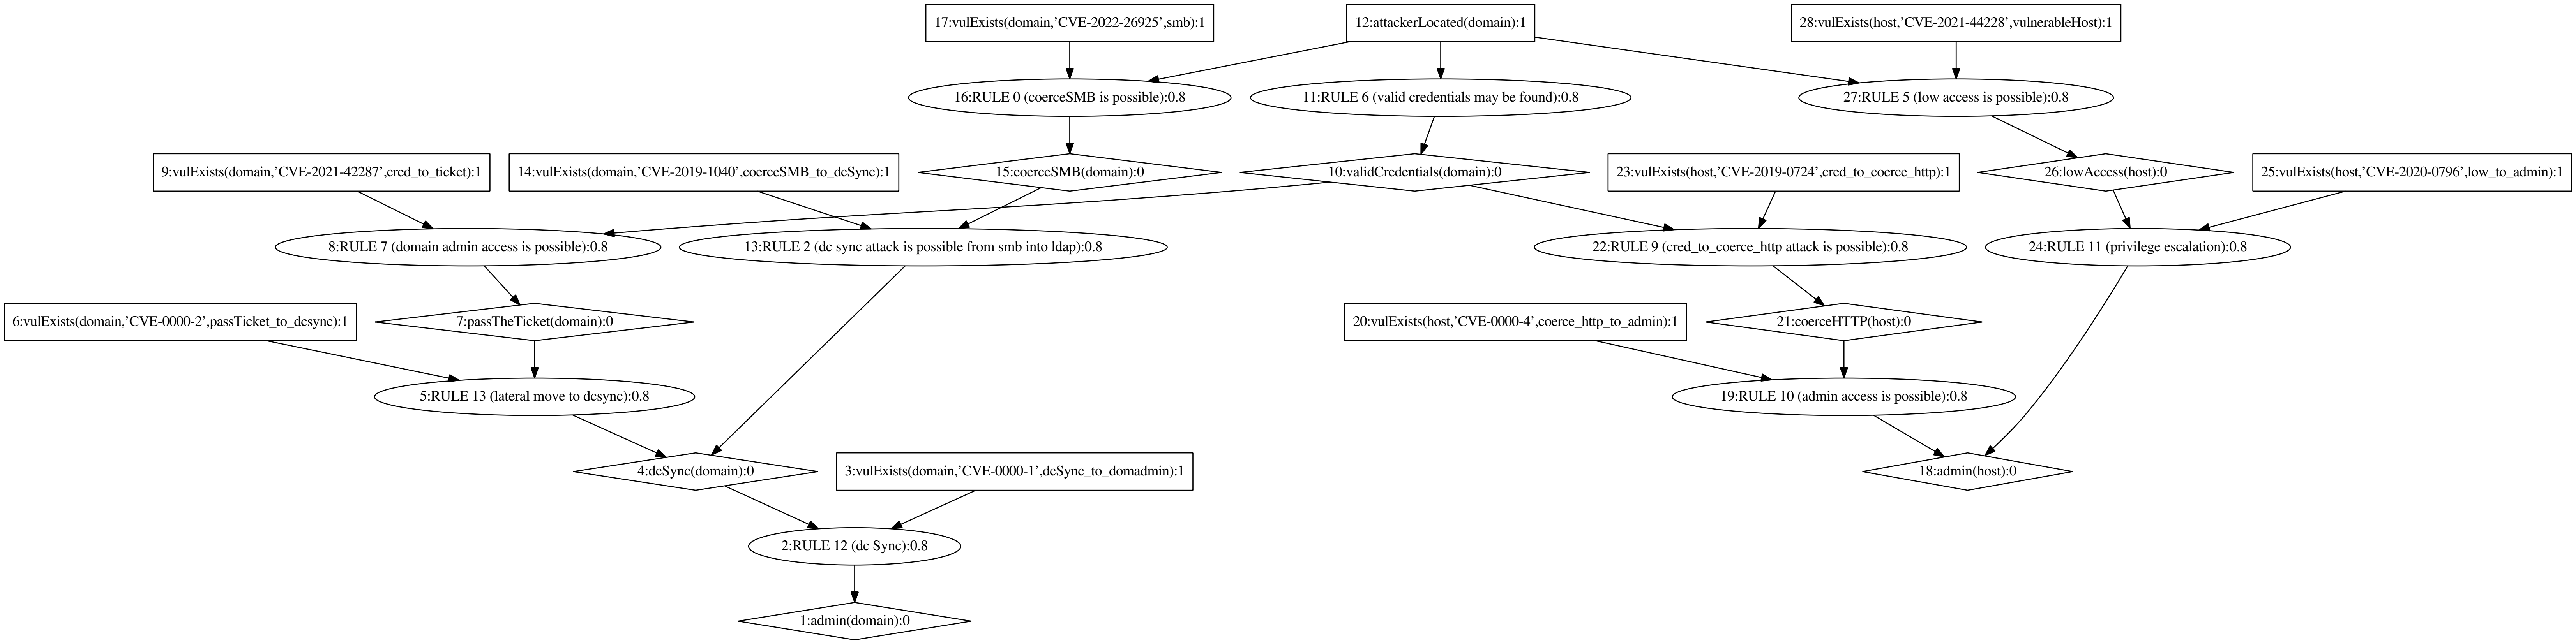 17:vulExists(domain,’CVE-2022-26925’,smb):1
12:attackerLocated(domain):1
28:vulExists(host,’CVE-2021-44228’,vulnerableHost):1
16:RULE 0 (coerceSMB is possible):0.8
11:RULE 6 (valid credentials may be found):0.8
27:RULE 5 (low access is possible):0.8
9:vulExists(domain,’CVE-2021-42287’,cred_to_ticket):1
14:vulExists(domain,’CVE-2019-1040’,coerceSMB_to_dcSync):1
15:coerceSMB(domain):0
10:validCredentials(domain):0
23:vulExists(host,’CVE-2019-0724’,cred_to_coerce_http):1
26:lowAccess(host):0
25:vulExists(host,’CVE-2020-0796’,low_to_admin):1
8:RULE 7 (domain admin access is possible):0.8
13:RULE 2 (dc sync attack is possible from smb into ldap):0.8
22:RULE 9 (cred_to_coerce_http attack is possible):0.8
24:RULE 11 (privilege escalation):0.8
6:vulExists(domain,’CVE-0000-2’,passTicket_to_dcsync):1
7:passTheTicket(domain):0
20:vulExists(host,’CVE-0000-4’,coerce_http_to_admin):1
21:coerceHTTP(host):0
5:RULE 13 (lateral move to dcsync):0.8
19:RULE 10 (admin access is possible):0.8
4:dcSync(domain):0
3:vulExists(domain,’CVE-0000-1’,dcSync_to_domadmin):1
18:admin(host):0
2:RULE 12 (dc Sync):0.8
1:admin(domain):0